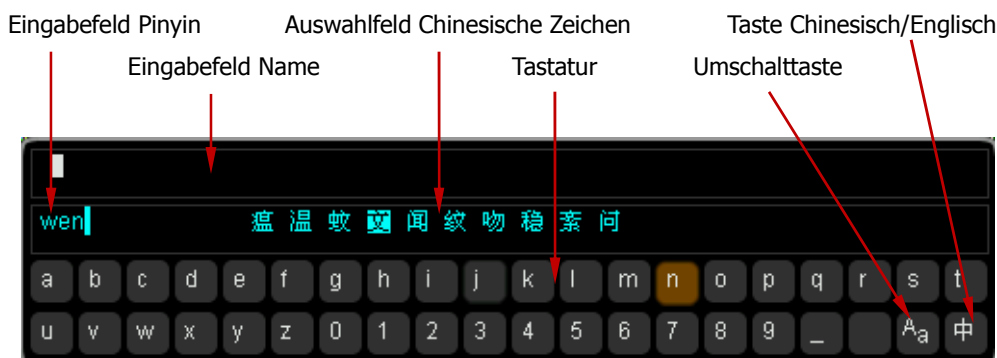 Eingabefeld Pinyin Auswahlfeld Chinesische Zeichen Taste Chinesisch/Englisch
Eingabefeld Name Tastatur Umschalttaste
wen 瘟 温 蚊 文 闻 纹 吻 稳 紊 问
a b c d e f g h i j k l m n o p q r s t
u v w x y z 0 1 2 3 4 5 6 7 8 9 _ Aa 中